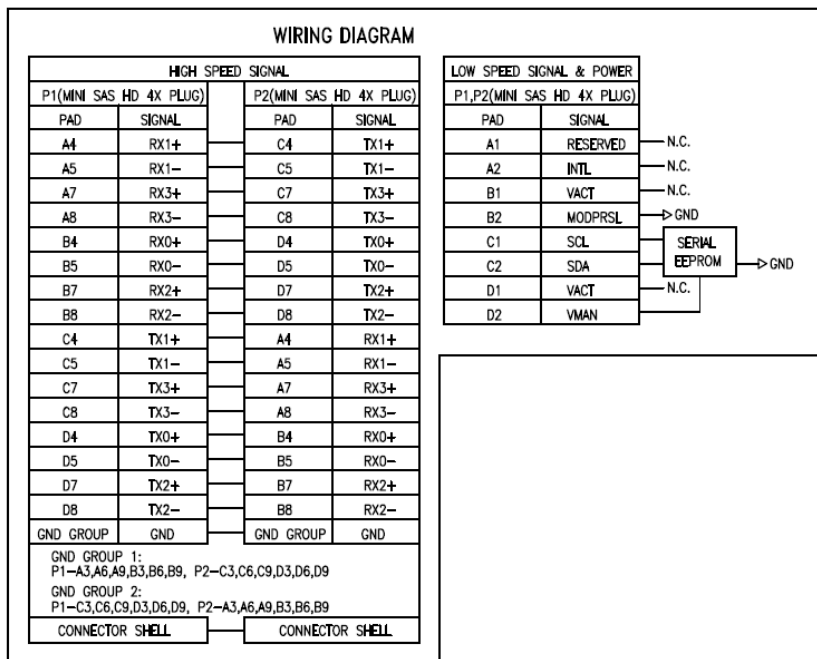 WIRING DIAGRAM
HIGH SPEED SIGNAL
P1(MINI SAS HD 4X PLUG) P2(MINI SAS HD 4X PLUG)
PAD SIGNAL PAD SIGNAL
A4 RX1+ C4 TX1+
A5 RX1- C5 TX1-
A7 RX3+ C7 TX3+
A8 RX3- C8 TX3-
B4 RX0+ D4 TX0+
B5 RX0- D5 TX0-
B7 RX2+ D7 TX2+
B8 RX2- D8 TX2-
C4 TX1+ A4 RX1+
C5 TX1- A5 RX1-
C7 TX3+ A7 RX3+
C8 TX3- A8 RX3-
D4 TX0+ B4 RX0+
D5 TX0- B5 RX0-
D7 TX2+ B7 RX2+
D8 TX2- B8 RX2-
GND GROUP GND GND GROUP GND
GND GROUP 1:
P1-A3,A6,A9,B3,B6,B9, P2-C3,C6,C9,D3,D6,D9
GND GROUP 2:
P1-C3,C6,C9,D3,D6,D9, P2-A3,A6,A9,B3,B6,B9
CONNECTOR SHELL CONNECTOR SHELL
LOW SPEED SIGNAL & POWER
P1,P2(MINI SAS HD 4X PLUG)
PAD SIGNAL
A1 RESERVED N.C.
A2 INTL N.C.
B1 VACT N.C.
B2 MODPRSL GND
C1 SCL
C2 SDA
SERIAL
EEPROM
GND
D1 VACT N.C.
D2 VMAN